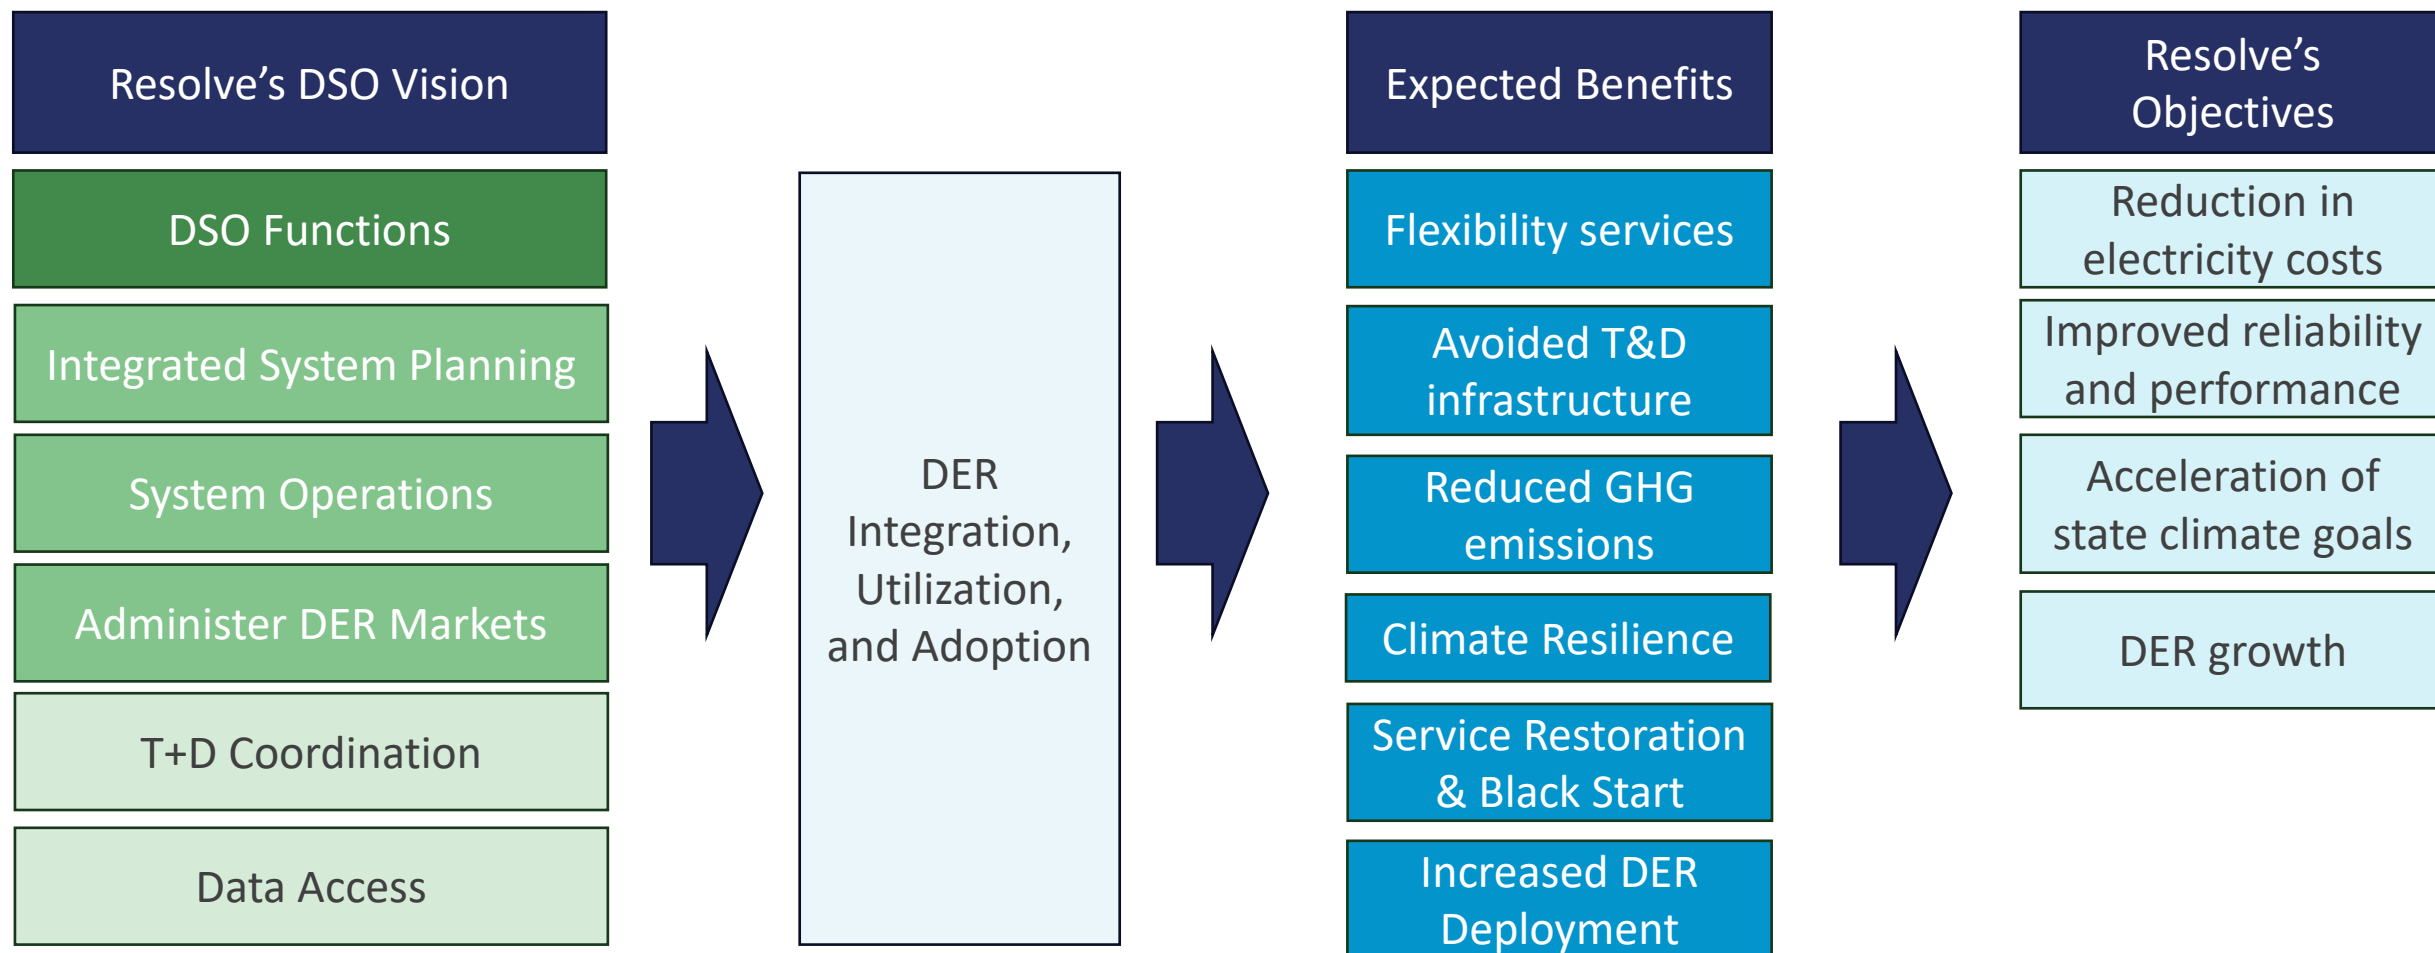 Resolve’s DSO Vision
DSO Functions
Integrated System Planning
System Operations
Administer DER Markets
T+D Coordination
Data Access
DER
Integration,
Utilization,
and Adoption
Expected Benefits
Flexibility services
Avoided T&D
infrastructure
Reduced GHG
emissions
Climate Resilience
Service Restoration
& Black Start
Increased DER
Deployment
Resolve’s
Objectives
Reduction in
electricity costs
Improved reliability
and performance
Acceleration of
state climate goals
DER growth